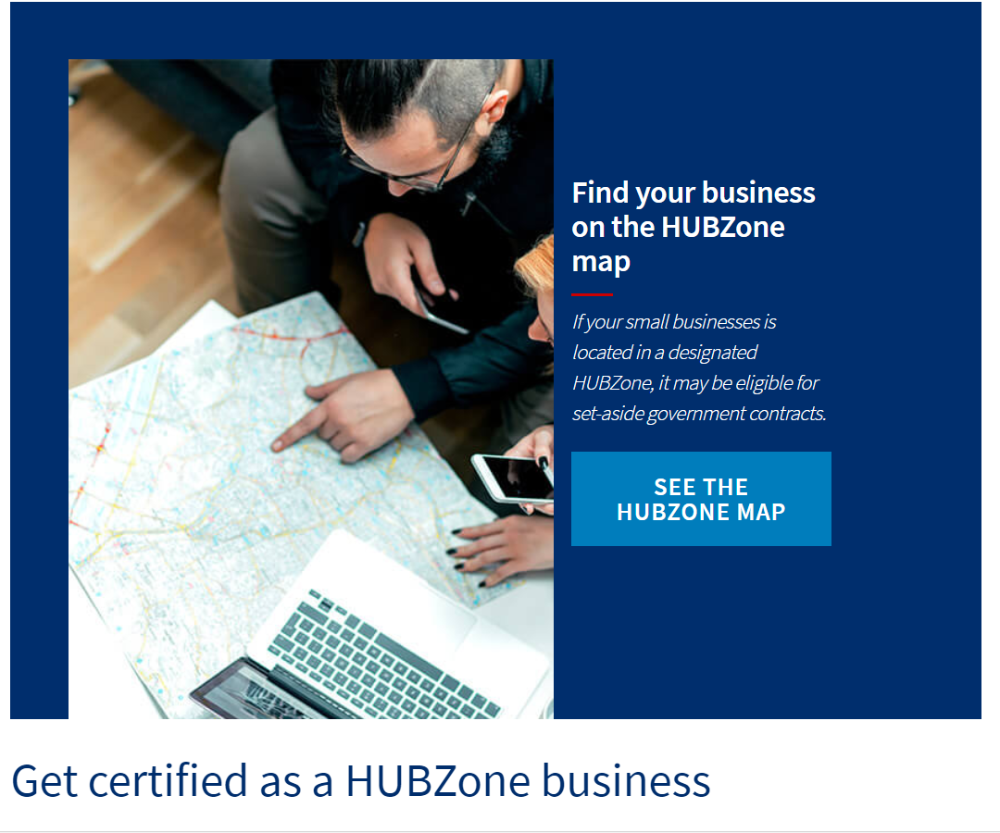 Find your business
on the HUBZone
map
If your small businesses is
located in a designated
HUBZone, it may be eligible for
set-aside government contracts.
SEE THE
HUBZONE MAP
Get certified as a HUBZone business